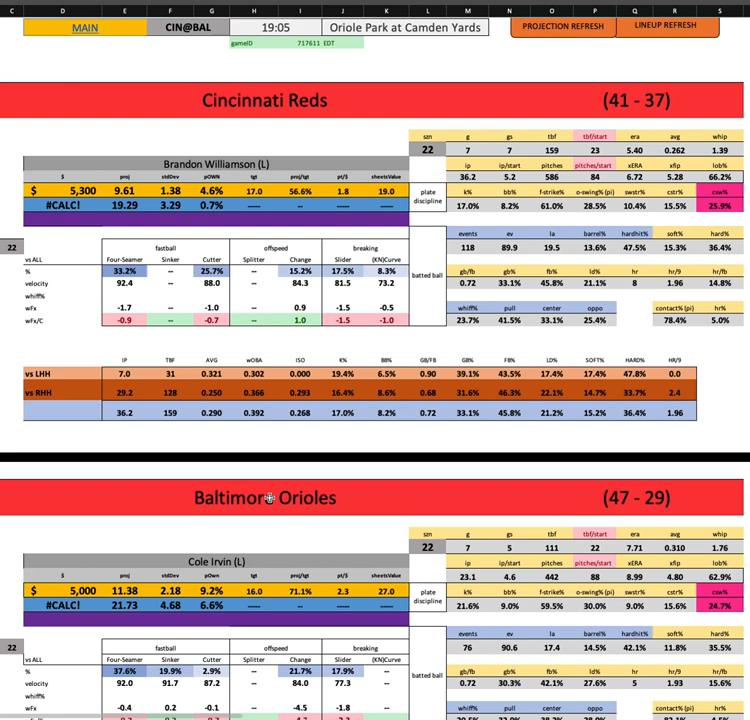 C D E F G H I J K L M N O P Q R S
MAIN CIN@BAL 19:05 Oriole Park at Camden Yards PROJECTION REFRESH LINEUP REFRESH
gameID 717611 EDT
Cincinnati Reds (41 - 37)
szn g gs tbf tbf/start era avg whip
22 7 7 159 23 5.40 0.262 1.39
Brandon Williamson (L) ip ip/start pitches pitches/start xERA xfip lob%
$ proj stdDev pOWN tgt proj/tgt pt/$ sheetsValue 36.2 5.2 586 84 6.72 5.28 66.2%
$ 5,300 9.61 1.38 4.6% 17.0 56.6% 1.8 19.0 plate discipline k% bb% f-strike% o-swing% (pi) swstr% cstr% csw%
#CALC! 19.29 3.29 0.7% ----- -- ----- ----- 17.0% 8.2% 61.0% 28.5% 10.4% 15.5% 25.9%
events ev la barrel% hardhit% soft% hard%
22 fastball offspeed breaking 118 89.9 19.5 13.6% 47.5% 15.3% 36.4%
vs ALL Four-Seamer Sinker Cutter Splitter Change Slider (KN)Curve
% 33.2% -- 25.7% -- 15.2% 17.5% 8.3% batted ball gb/fb gb% fb% ld% hr hr/9 hr/fb
velocity 92.4 -- 88.0 -- 84.3 81.5 73.2 0.72 33.1% 45.8% 21.1% 8 1.96 14.8%
whiff%
wFx -1.7 -- -1.0 -- 0.9 -1.5 -0.5 whiff% pull center oppo contact% (pi) hr%
wFx/C -0.9 -- -0.7 -- 1.0 -1.5 -1.0 23.7% 41.5% 33.1% 25.4% 78.4% 5.0%
IP TBF AVG wOBA ISO K% BB% GB/FB GB% FB% LD% SOFT% HARD% HR/9
vs LHH 7.0 31 0.321 0.302 0.000 19.4% 6.5% 0.90 39.1% 43.5% 17.4% 17.4% 47.8% 0.0
vs RHH 29.2 128 0.250 0.366 0.293 16.4% 8.6% 0.68 31.6% 46.3% 22.1% 14.7% 33.7% 2.4
36.2 159 0.290 0.392 0.268 17.0% 8.2% 0.72 33.1% 45.8% 22.1% 15.2% 36.4% 1.96
Baltimore Orioles (47 - 29)
szn g gs tbf tbf/start era avg whip
22 7 5 111 22 7.71 0.310 1.76
Cole Irvin (L) ip ip/start pitches pitches/start xERA xfip lob%
$ proj stdDev pOwn tgt proj/tgt pt/$ sheetsValue 23.1 4.6 442 88 8.99 4.80 62.9%
$ 5,000 11.38 2.18 9.2% 16.0 71.1% 2.3 27.0 plate discipline k% bb% f-strike% o-swing% (pi) swstr% cstr% csw%
#CALC! 21.73 4.68 6.6% ----- -- ----- ----- 21.6% 9.0% 59.5% 30.0% 9.0% 15.6% 24.7%
events ev la barrel% hardhit% soft% hard%
22 fastball offspeed breaking 76 90.6 17.4 14.5% 42.1% 11.8% 35.5%
vs ALL Four-Seamer Sinker Cutter Splitter Change Slider (KN)Curve
% 37.6% 19.9% 2.9% -- 21.7% 17.9% -- batted ball gb/fb gb% fb% ld% hr hr/9 hr/fb
velocity 92.0 91.7 87.2 -- 84.0 77.3 -- 0.72 30.3% 42.1% 27.6% 5 1.93 15.6%
whiff%
wFx -0.4 0.2 -0.1 -- -4.5 -1.8 -- whiff% pull center oppo contact% (pi) hr%